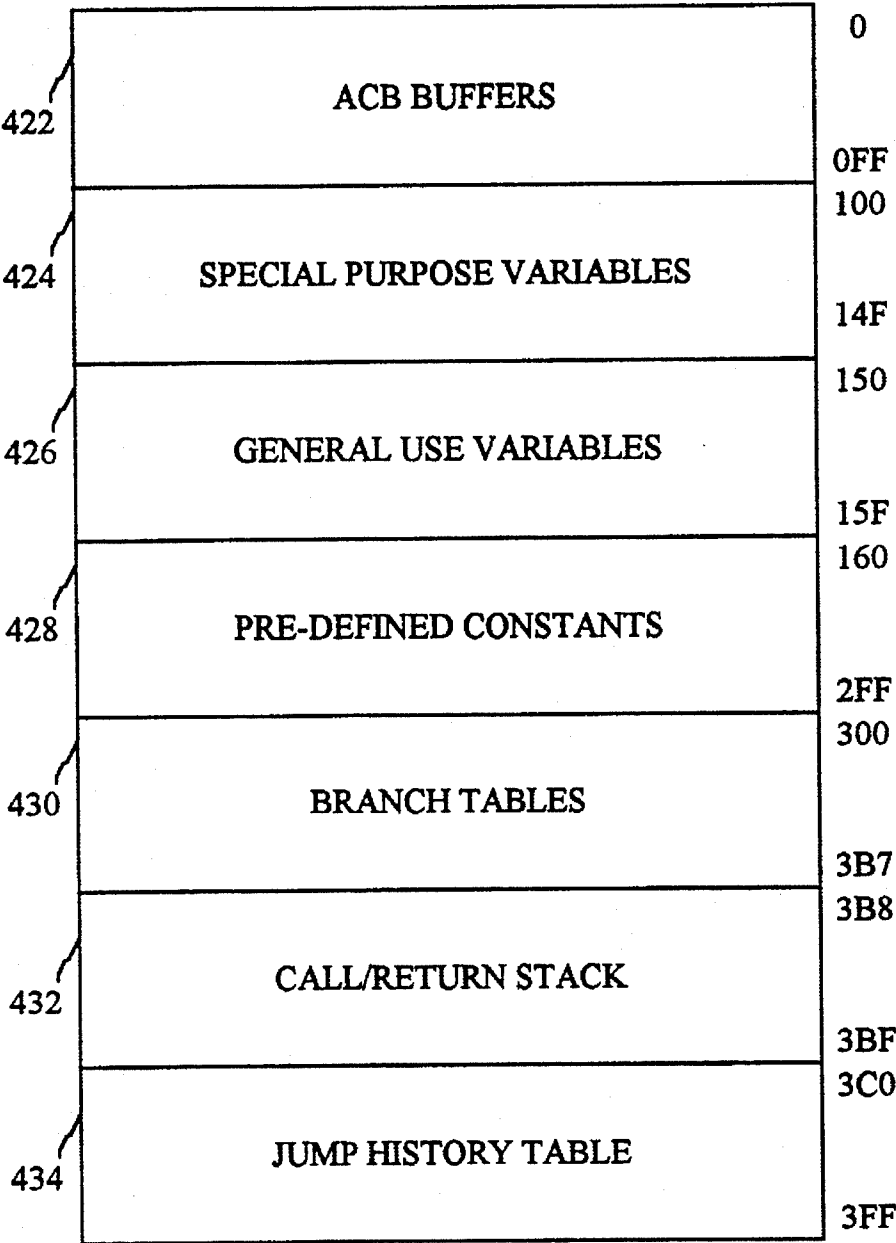 0
ACB BUFFERS
422
0FF
100
424
SPECIAL PURPOSE VARIABLES
14F
150
426
GENERAL USE VARIABLES
15F
160
428
PRE-DEFINED CONSTANTS
2FF
300
430
BRANCH TABLES
3B7
3B8
432
CALL/RETURN STACK
3BF
3C0
434
JUMP HISTORY TABLE
3FF